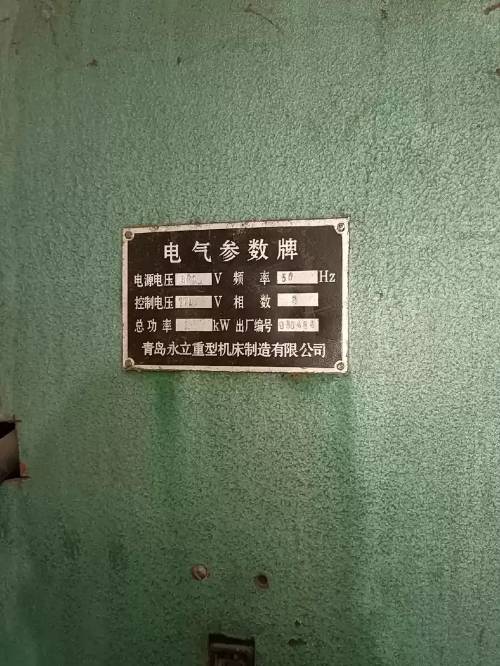 电气参数牌
电源电压 V 频率 50 Hz
控制电压 V 相数 3
总功率 kW 出厂编号
青岛永立重型机床制造有限公司